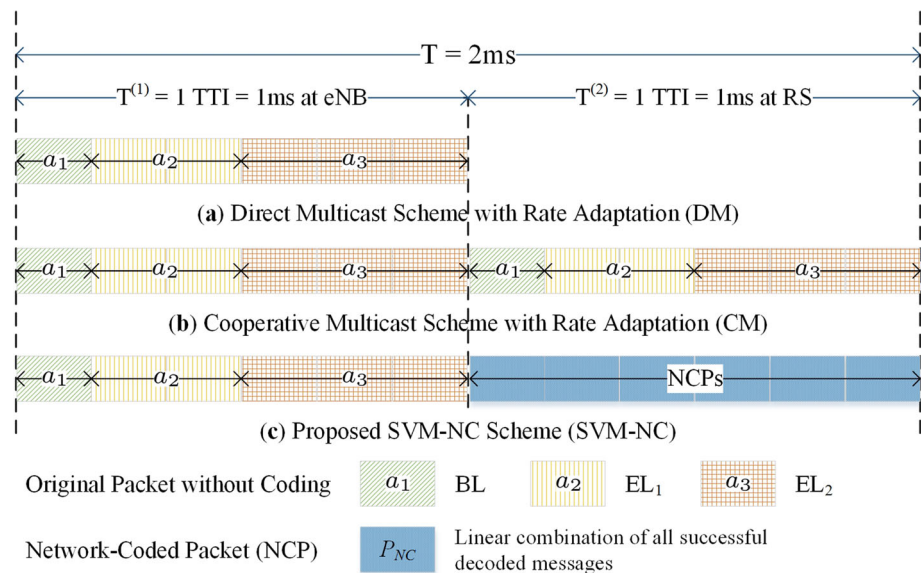 T = 2ms
T(1) = 1 TTI = 1ms at eNB T(2) = 1 TTI = 1ms at RS
a1 a2 a3
(a) Direct Multicast Scheme with Rate Adaptation (DM)
a1 a2 a3 a1 a2 a3
(b) Cooperative Multicast Scheme with Rate Adaptation (CM)
a1 a2 a3 NCPs
(c) Proposed SVM-NC Scheme (SVM-NC)
Original Packet without Coding a1 BL a2 EL1 a3 EL2
Network-Coded Packet (NCP) PNC Linear combination of all successful
decoded messages